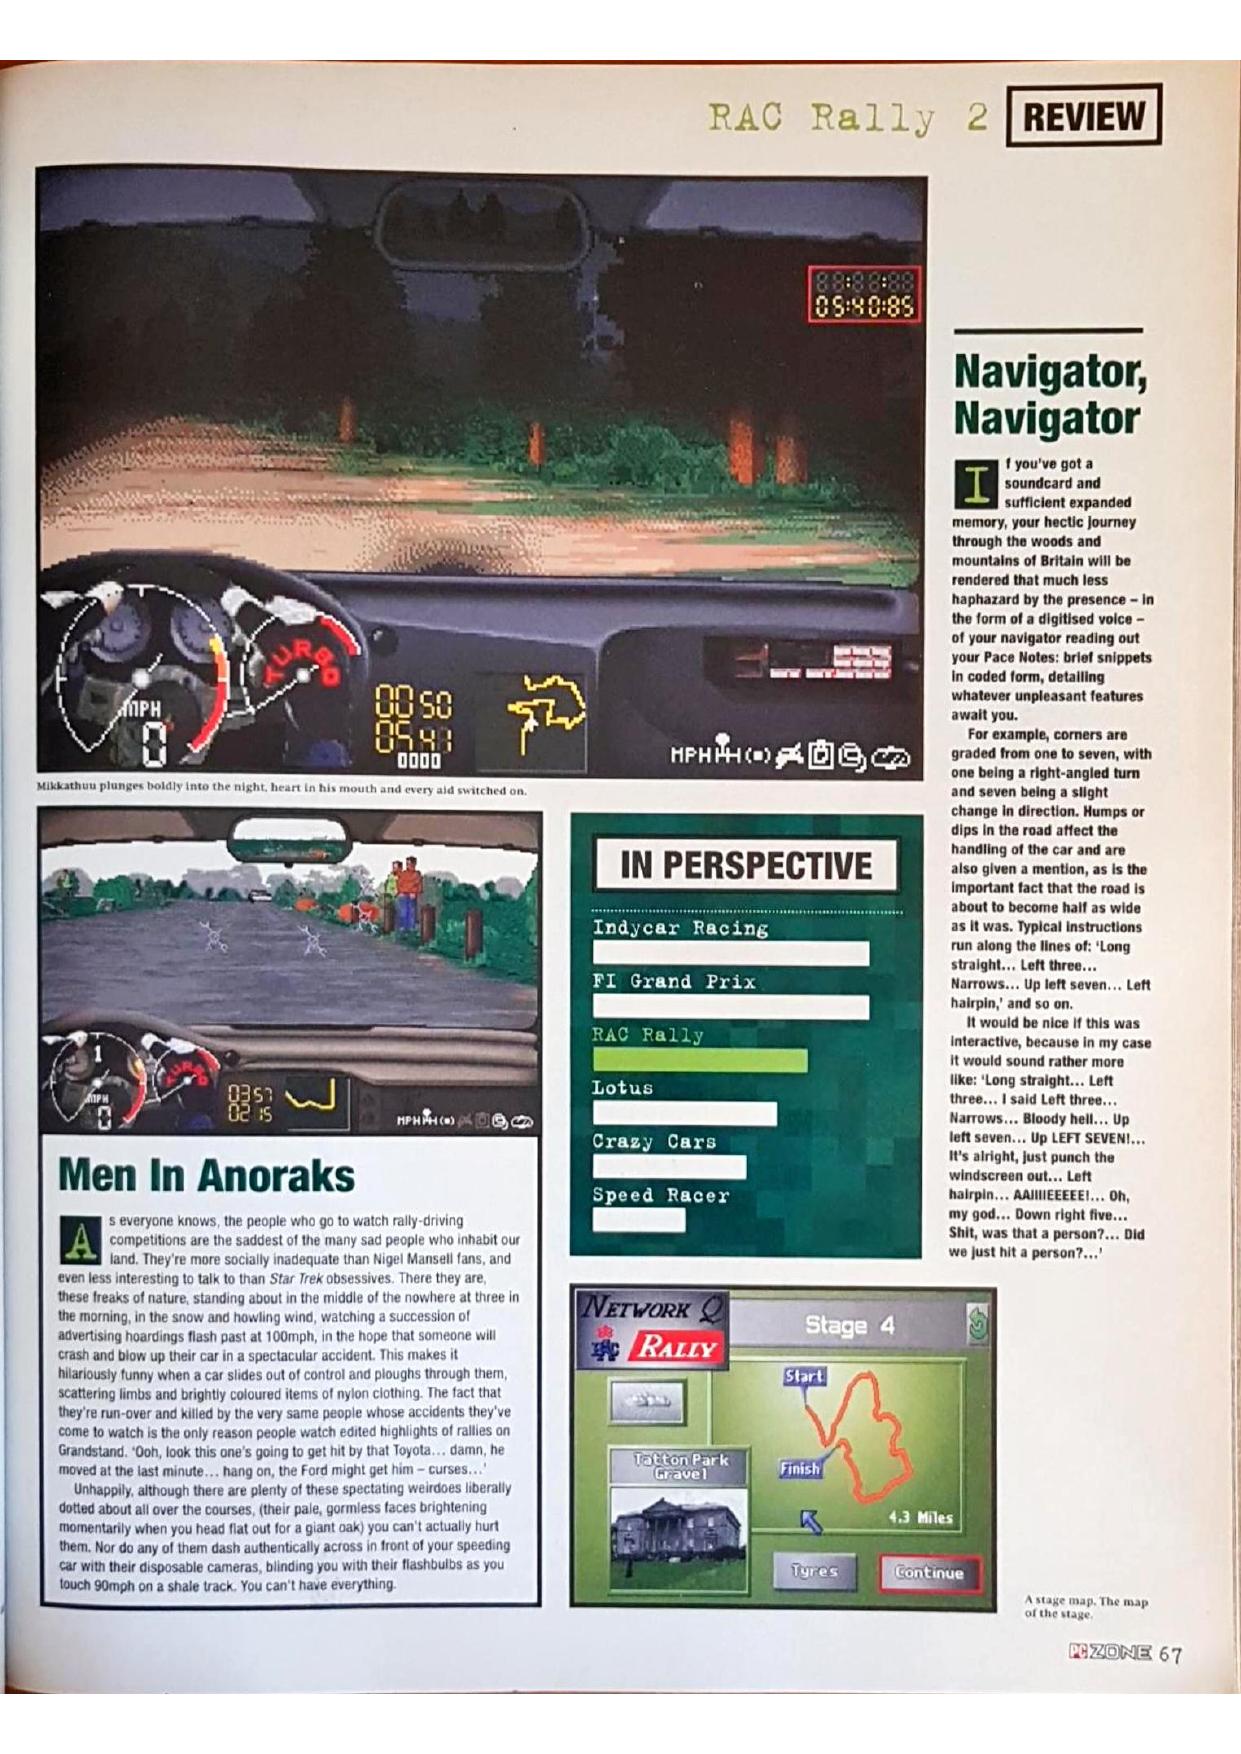 RAC Rally 2 REVIEW
05:40:85
TURBO
MPH
0
00 50
05 41
0000
MPH
Mikkathuu plunges boldly into the night, heart in his mouth and every aid switched on.
1
TURBO
MPH
0
03 57
02 15
MPH
Men In Anoraks
As everyone knows, the people who go to watch rally-driving
competitions are the saddest of the many sad people who inhabit our
land. They're more socially inadequate than Nigel Mansell fans, and
even less interesting to talk to than Star Trek obsessives. There they are,
these freaks of nature, standing about in the middle of the nowhere at three in
the morning, in the snow and howling wind, watching a succession of
advertising hoardings flash past at 100mph, in the hope that someone will
crash and blow up their car in a spectacular accident. This makes it
hilariously funny when a car slides out of control and ploughs through them,
scattering limbs and brightly coloured items of nylon clothing. The fact that
they're run-over and killed by the very same people whose accidents they've
come to watch is the only reason people watch edited highlights of rallies on
Grandstand. 'Ooh, look this one's going to get hit by that Toyota... damn, he
moved at the last minute... hang on, the Ford might get him – curses...'
Unhappily, although there are plenty of these spectating weirdoes liberally
dotted about all over the courses, (their pale, gormless faces brightening
momentarily when you head flat out for a giant oak) you can't actually hurt
them. Nor do any of them dash authentically across in front of your speeding
car with their disposable cameras, blinding you with their flashbulbs as you
touch 90mph on a shale track. You can't have everything.
IN PERSPECTIVE
Indycar Racing
F1 Grand Prix
RAC Rally
Lotus
Crazy Cars
Speed Racer
NETWORK Q
RAC RALLY
Stage 4
Start
Finish
Tatton Park
Gravel
4.3 Miles
Tyres
Continue
A stage map. The map
of the stage.
Navigator,
Navigator
If you've got a
soundcard and
sufficient expanded
memory, your hectic journey
through the woods and
mountains of Britain will be
rendered that much less
haphazard by the presence – in
the form of a digitised voice –
of your navigator reading out
your Pace Notes: brief snippets
in coded form, detailing
whatever unpleasant features
await you.
For example, corners are
graded from one to seven, with
one being a right-angled turn
and seven being a slight
change in direction. Humps or
dips in the road affect the
handling of the car and are
also given a mention, as is the
important fact that the road is
about to become half as wide
as it was. Typical instructions
run along the lines of: 'Long
straight... Left three...
Narrows... Up left seven... Left
hairpin,' and so on.
It would be nice if this was
interactive, because in my case
it would sound rather more
like: 'Long straight... Left
three... I said Left three...
Narrows... Bloody hell... Up
left seven... Up LEFT SEVEN!...
It's alright, just punch the
windscreen out... Left
hairpin... AAIIIIEEEEE!... Oh,
my god... Down right five...
Shit, was that a person?... Did
we just hit a person?...'
PC ZONE 67